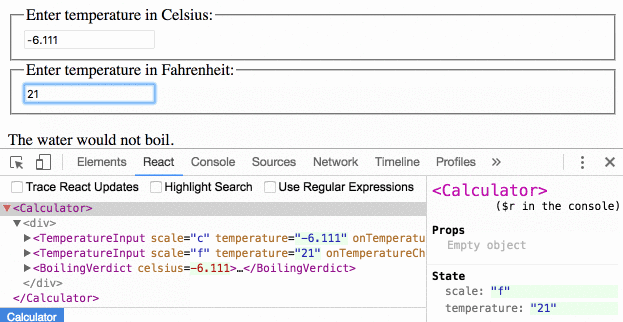 Enter temperature in Celsius:
-6.111
Enter temperature in Fahrenheit:
21
The water would not boil.
Elements React Console Sources Network Timeline Profiles »
Trace React Updates Highlight Search Use Regular Expressions
<Calculator>
<div>
<TemperatureInput scale="c" temperature="-6.111" onTemperatu
<TemperatureInput scale="f" temperature="21" onTemperatureCh
<BoilingVerdict celsius=-6.111>…</BoilingVerdict>
</div>
</Calculator>
Calculator
<Calculator>
($r in the console)
Props
Empty object
State
scale: "f"
temperature: "21"